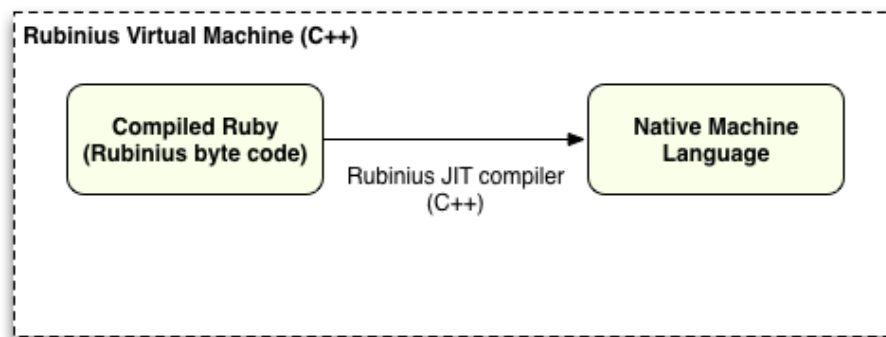 Rubinius Virtual Machine (C++)
Compiled Ruby
(Rubinius byte code)
Rubinius JIT compiler
(C++)
Native Machine
Language